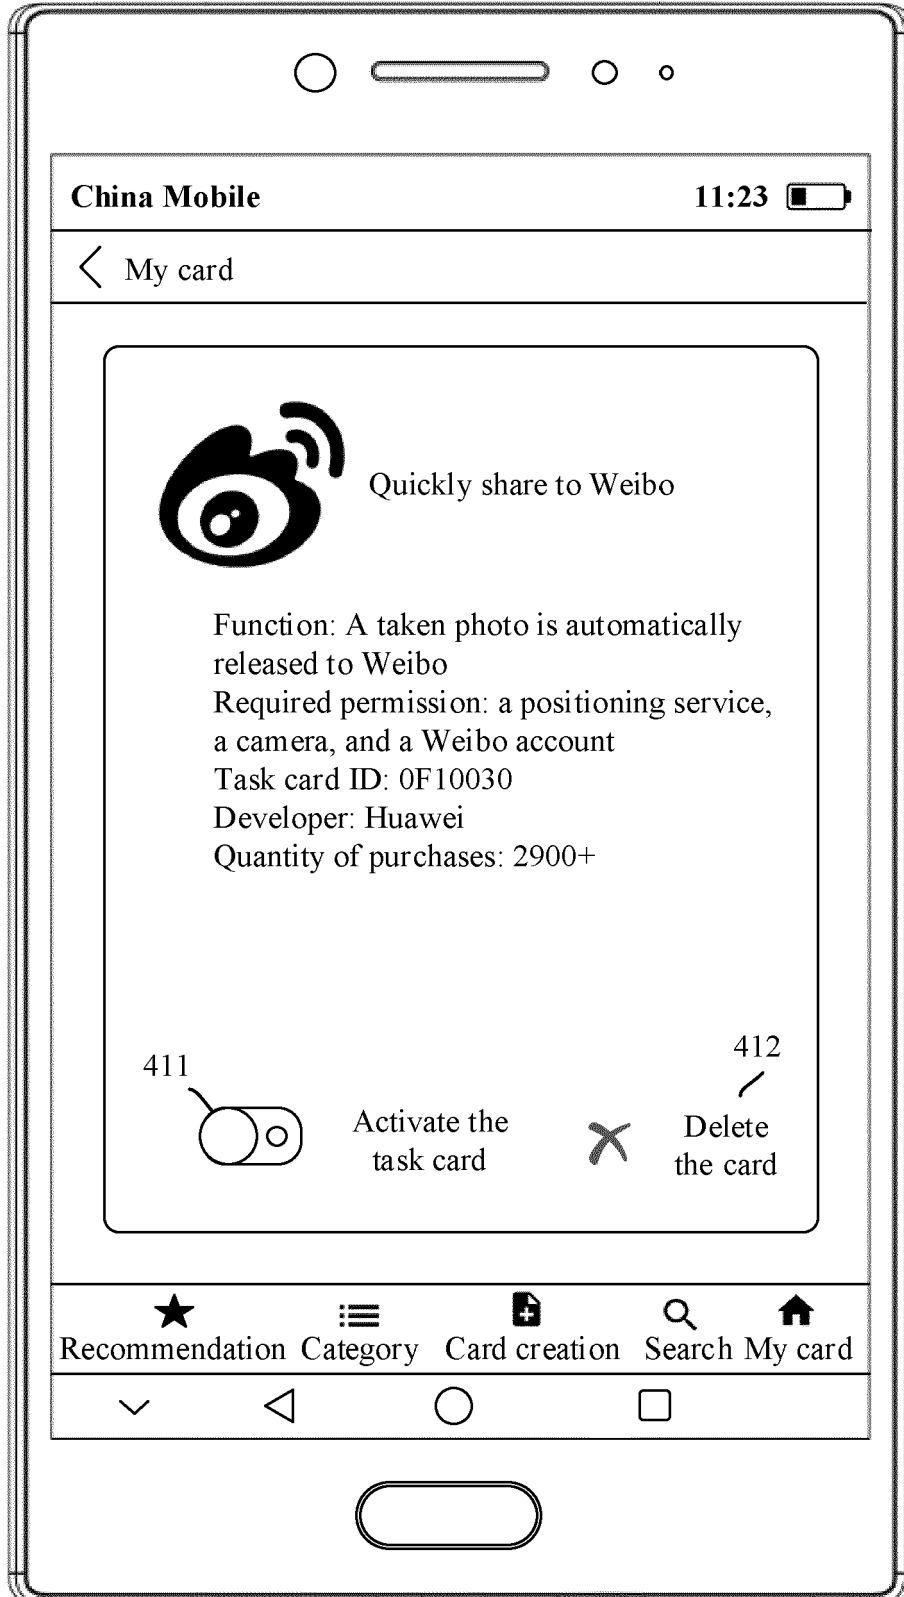 China Mobile 11:23
My card
Quickly share to Weibo
Function: A taken photo is automatically
released to Weibo
Required permission: a positioning service,
a camera, and a Weibo account
Task card ID: 0F10030
Developer: Huawei
Quantity of purchases: 2900+
411
412
Activate the
task card
Delete
the card
Recommendation Category Card creation Search My card